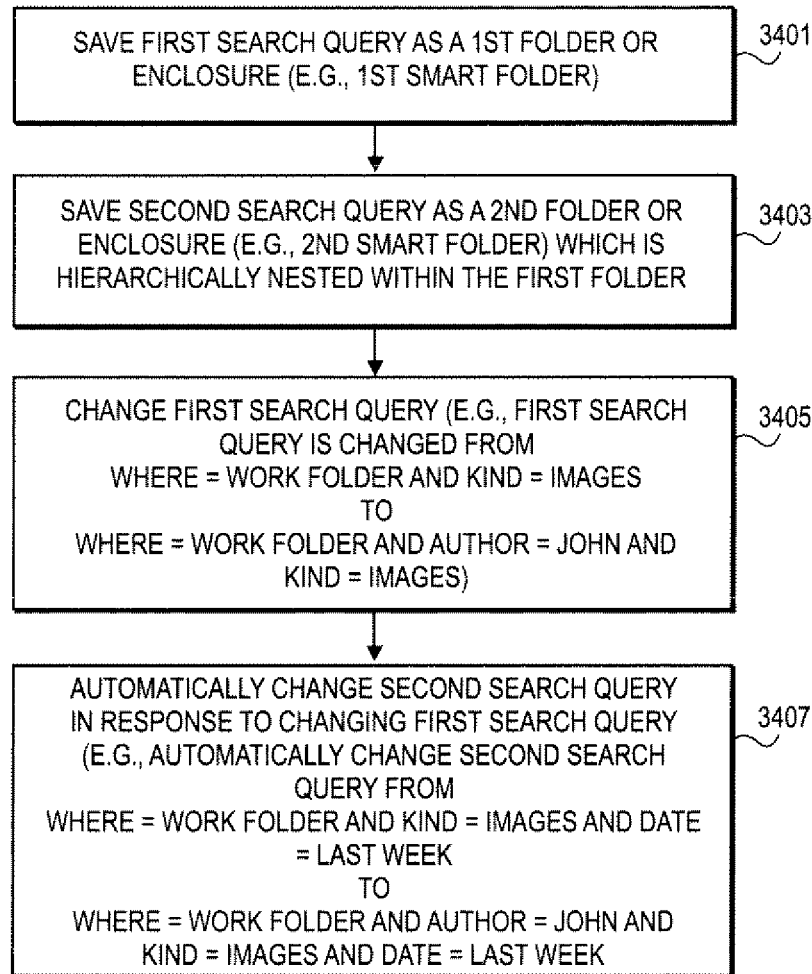 SAVE FIRST SEARCH QUERY AS A 1ST FOLDER OR
ENCLOSURE (E.G., 1ST SMART FOLDER)
3401
SAVE SECOND SEARCH QUERY AS A 2ND FOLDER OR
ENCLOSURE (E.G., 2ND SMART FOLDER) WHICH IS
HIERARCHICALLY NESTED WITHIN THE FIRST FOLDER
3403
CHANGE FIRST SEARCH QUERY (E.G., FIRST SEARCH
QUERY IS CHANGED FROM
WHERE = WORK FOLDER AND KIND = IMAGES
TO
WHERE = WORK FOLDER AND AUTHOR = JOHN AND
KIND = IMAGES)
3405
AUTOMATICALLY CHANGE SECOND SEARCH QUERY
IN RESPONSE TO CHANGING FIRST SEARCH QUERY
(E.G., AUTOMATICALLY CHANGE SECOND SEARCH
QUERY FROM
WHERE = WORK FOLDER AND KIND = IMAGES AND DATE
= LAST WEEK
TO
WHERE = WORK FOLDER AND AUTHOR = JOHN AND
KIND = IMAGES AND DATE = LAST WEEK
3407